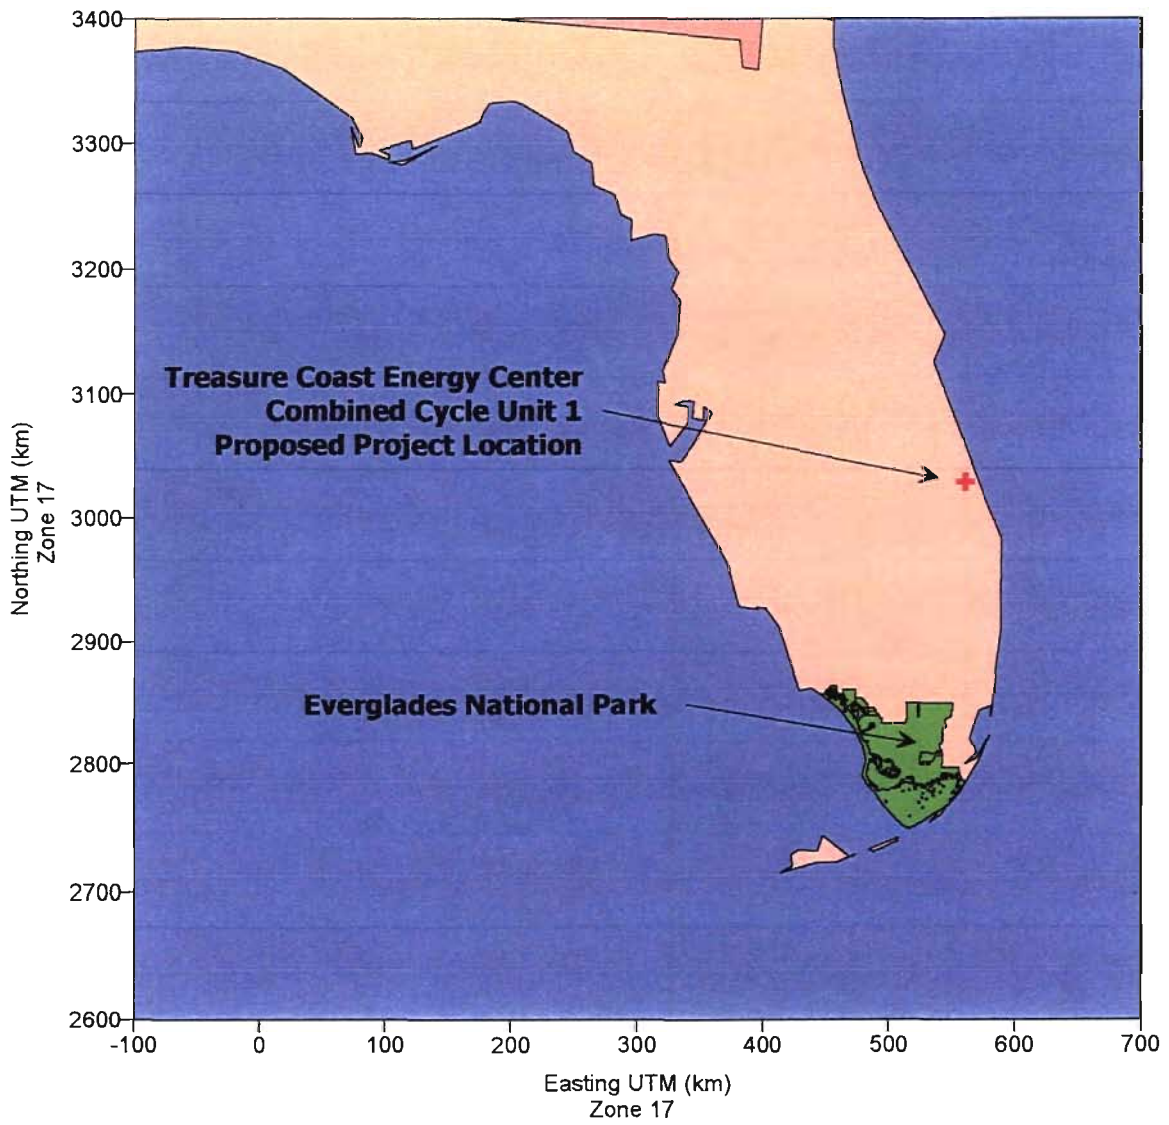 3400
3300
3200
Treasure Coast Energy Center
Combined Cycle Unit 1
Proposed Project Location
3100
3000
2900
Everglades National Park
2800
2700
2600
Northing UTM (km)
Zone 17
-100 0 100 200 300 400 500 600 700
Easting UTM (km)
Zone 17